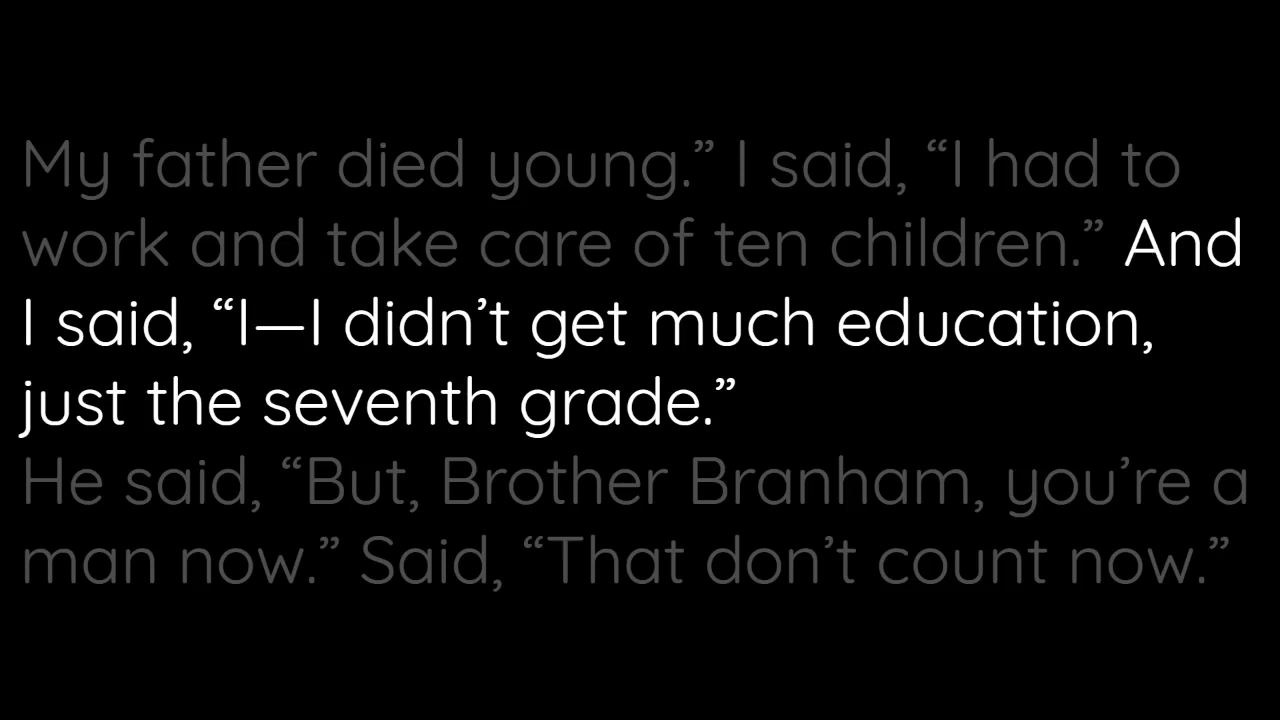 My father died young.” I said, “I had to
work and take care of ten children.” And
I said, “I—I didn’t get much education,
just the seventh grade.”
He said, “But, Brother Branham, you’re a
man now.” Said, “That don’t count now.”